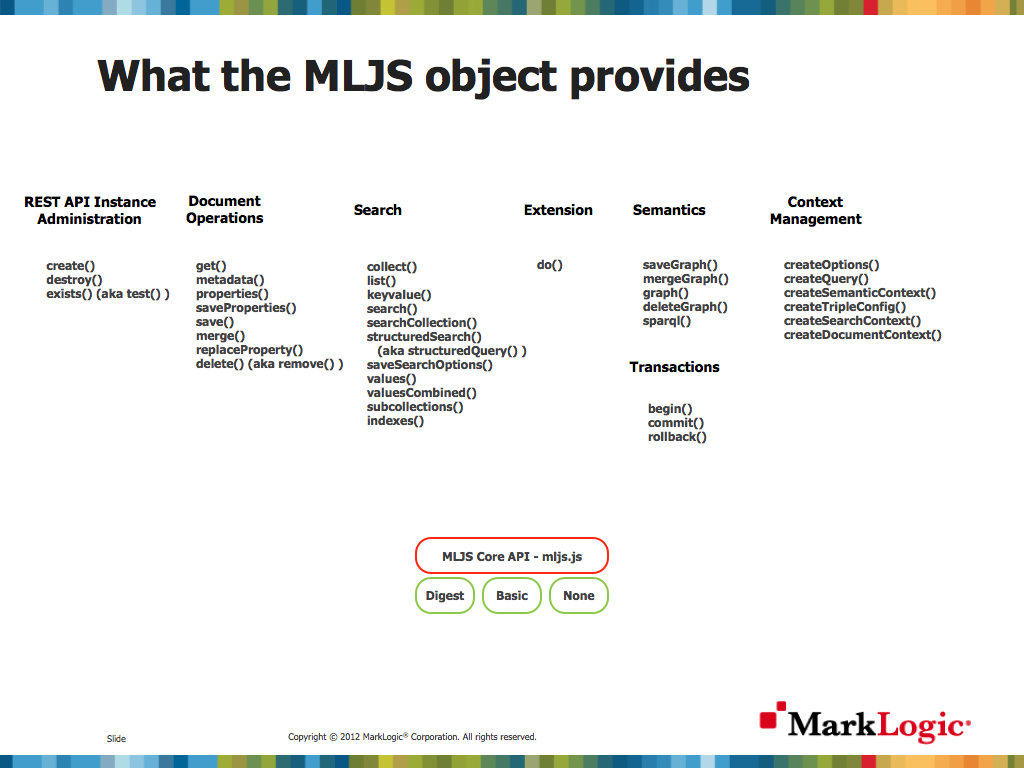 What the MLJS object provides
REST API Instance
Administration
create()
destroy()
exists() (aka test() )
Document
Operations
get()
metadata()
properties()
saveProperties()
save()
merge()
replaceProperty()
delete() (aka remove() )
Search
collect()
list()
keyvalue()
search()
searchCollection()
structuredSearch()
(aka structuredQuery() )
saveSearchOptions()
values()
valuesCombined()
subcollections()
indexes()
Extension
do()
Semantics
saveGraph()
mergeGraph()
graph()
deleteGraph()
sparql()
Transactions
begin()
commit()
rollback()
Context
Management
createOptions()
createQuery()
createSemanticContext()
createTripleConfig()
createSearchContext()
createDocumentContext()
MLJS Core API - mljs.js
Digest Basic None
Slide
Copyright © 2012 MarkLogic® Corporation. All rights reserved.
MarkLogic